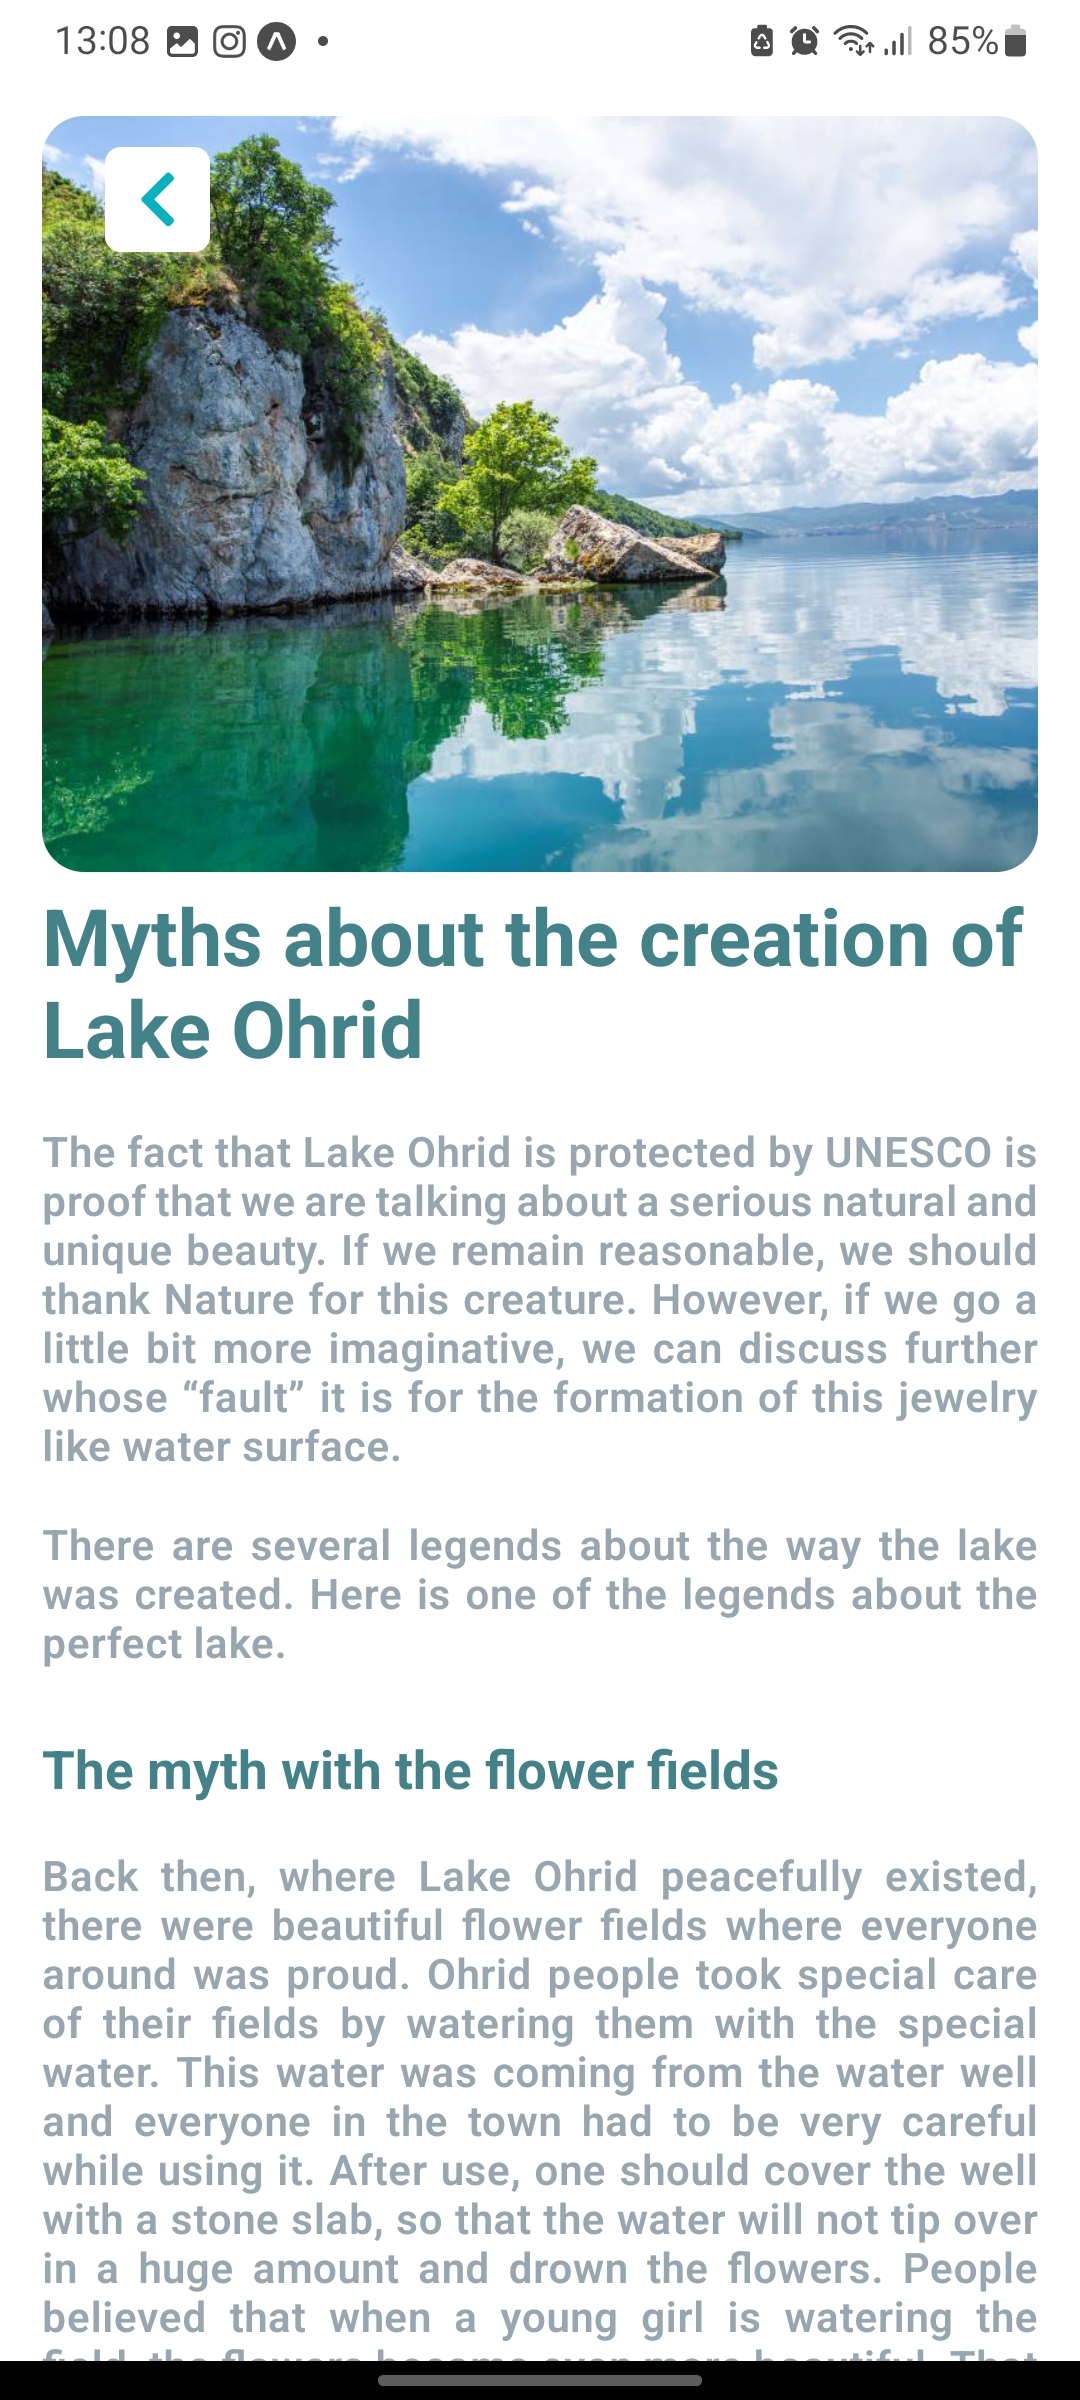 13:08
85%
Myths about the creation of
Lake Ohrid
The fact that Lake Ohrid is protected by UNESCO is
proof that we are talking about a serious natural and
unique beauty. If we remain reasonable, we should
thank Nature for this creature. However, if we go a
little bit more imaginative, we can discuss further
whose “fault” it is for the formation of this jewelry
like water surface.
There are several legends about the way the lake
was created. Here is one of the legends about the
perfect lake.
The myth with the flower fields
Back then, where Lake Ohrid peacefully existed,
there were beautiful flower fields where everyone
around was proud. Ohrid people took special care
of their fields by watering them with the special
water. This water was coming from the water well
and everyone in the town had to be very careful
while using it. After use, one should cover the well
with a stone slab, so that the water will not tip over
in a huge amount and drown the flowers. People
believed that when a young girl is watering the
field, the flowers become even more beautiful. That